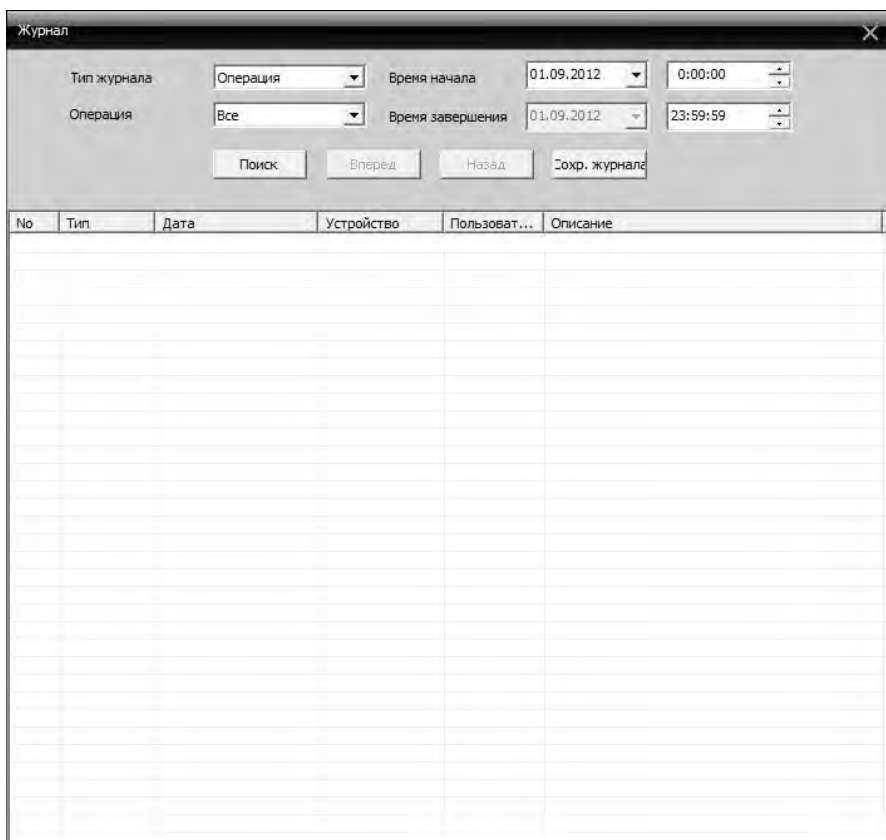 Журнал
Тип журнала Операция Время начала 01.09.2012 0:00:00
Операция Все Время завершения 01.09.2012 23:59:59
Поиск Вперед Назад Сохр. журнала
No Тип Дата Устройство Пользоват... Описание